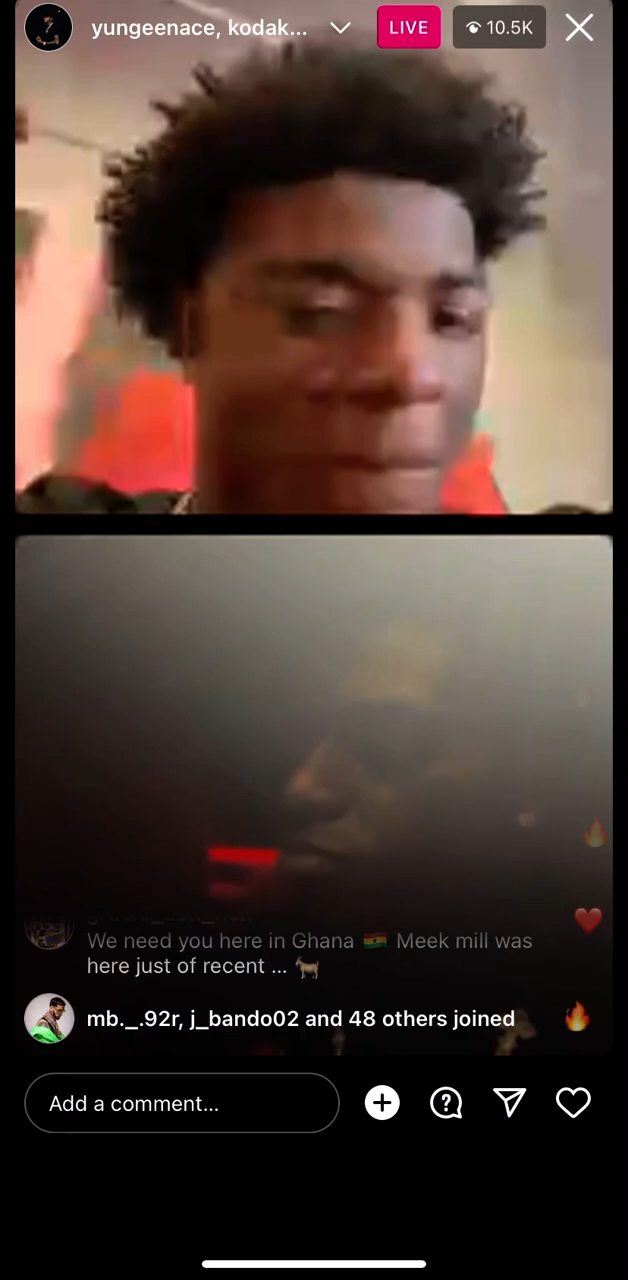 yungeenace, kodak...
LIVE
10.5K
We need you here in Ghana 🇬🇭 Meek mill was
here just of recent ... 🐐
mb._.92r, j_bando02 and 48 others joined
Add a comment...